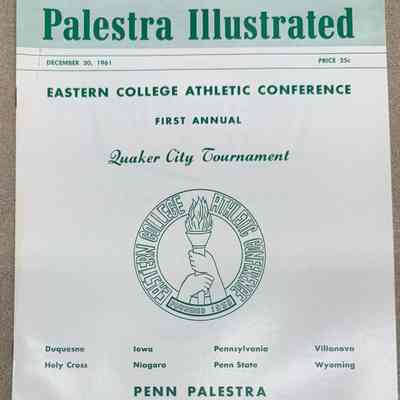 Palestra Illustrated
DECEMBER 30, 1961 PRICE 25c
EASTERN COLLEGE ATHLETIC CONFERENCE
FIRST ANNUAL
Quaker City Tournament
EASTERN COLLEGE ATHLETIC CONFERENCE
Duquesne Iowa Pennsylvania Villanova
Holy Cross Niagara Penn State Wyoming
PENN PALESTRA